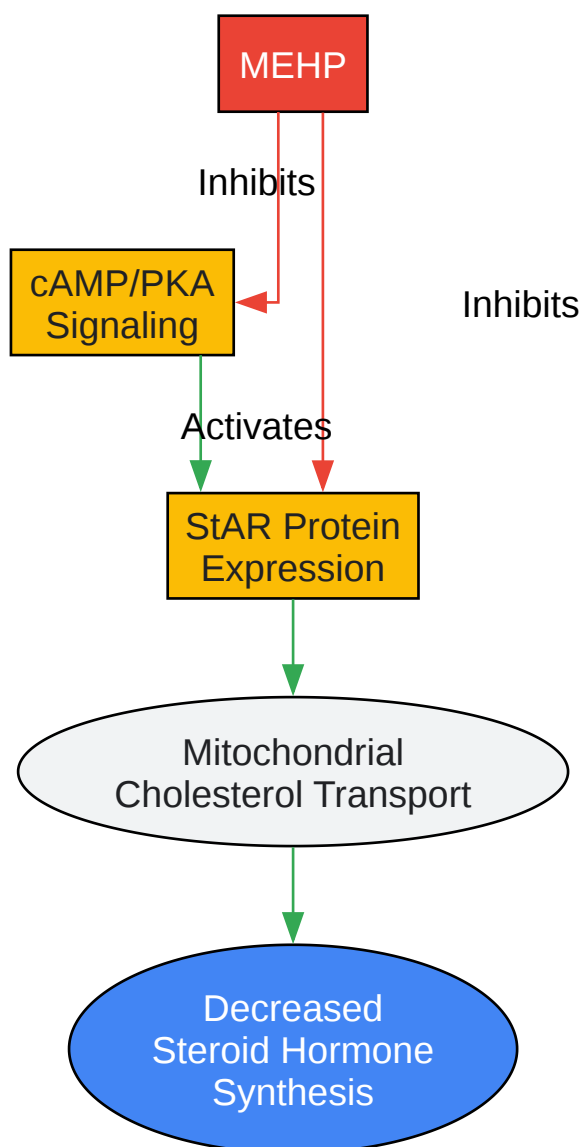 MEHP
Inhibits
cAMP/PKA
Signaling
Inhibits
Activates
StAR Protein
Expression
Mitochondrial
Cholesterol Transport
Decreased
Steroid Hormone
Synthesis